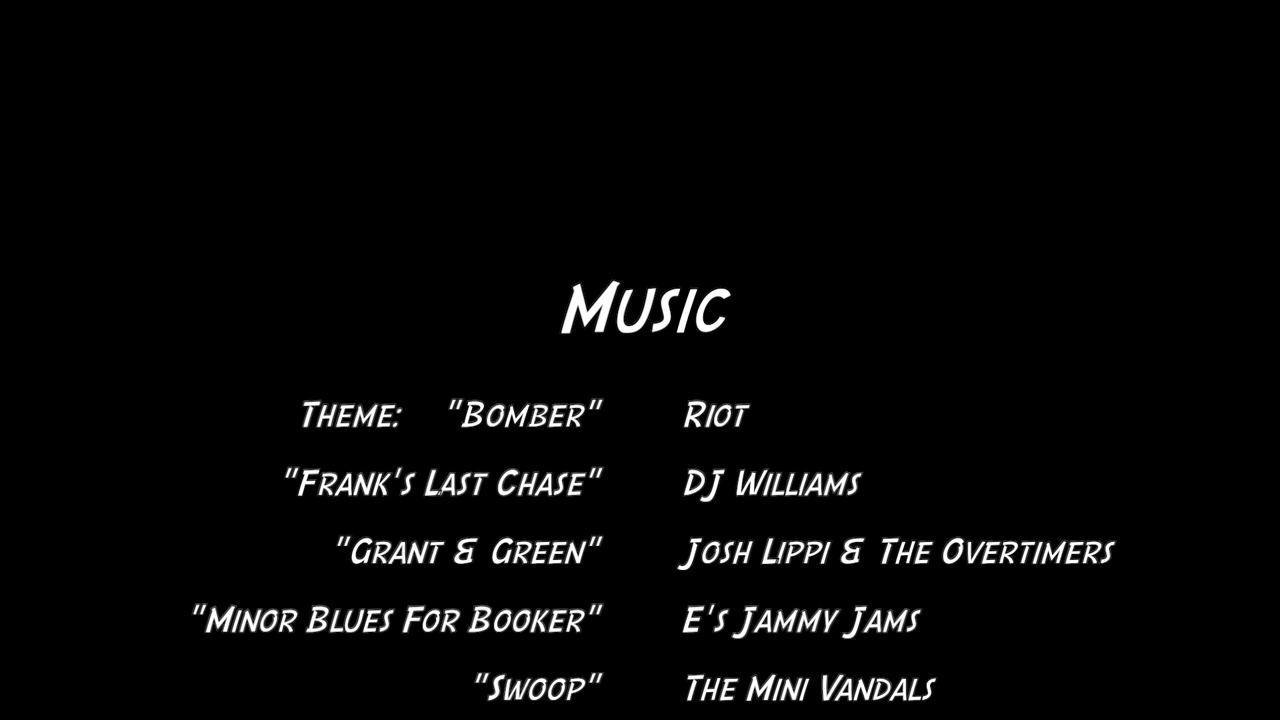 Music
Theme: "Bomber" Riot
"Frank's Last Chase" DJ Williams
"Grant & Green" Josh Lippi & The Overtimers
"Minor Blues For Booker" E's Jammy Jams
"Swoop" The Mini Vandals